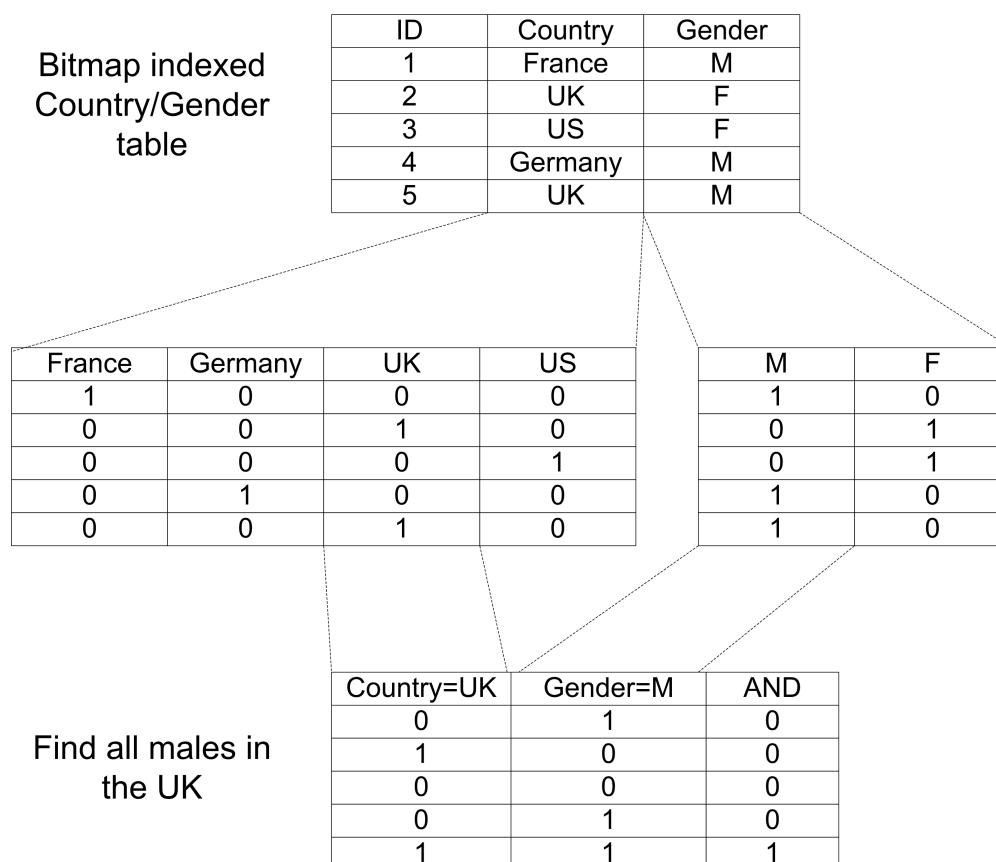 Bitmap indexed
Country/Gender
table
ID Country Gender
1 France M
2 UK F
3 US F
4 Germany M
5 UK M
France Germany UK US
1 0 0 0
0 0 1 0
0 0 0 1
0 1 0 0
0 0 1 0
M F
1 0
0 1
0 1
1 0
1 0
Find all males in
the UK
Country=UK Gender=M AND
0 1 0
1 0 0
0 0 0
0 1 0
1 1 1